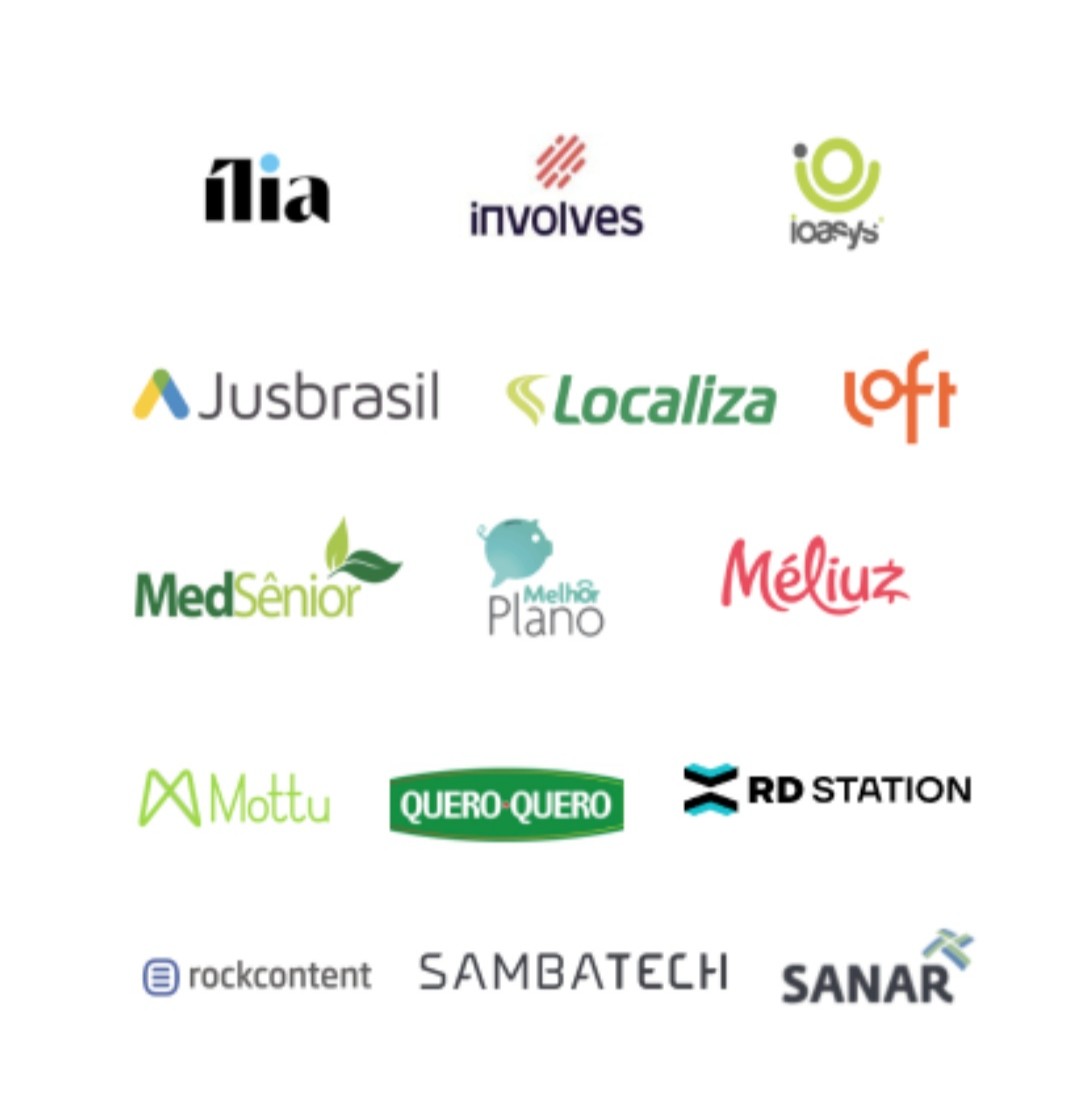 ília
involves
ioasys
Jusbrasil
Localiza
Loft
MedSênior
Melhor
Plano
Méliuz
Mottu
QUERO-QUERO
RD STATION
rockcontent
SAMBATECH
SANAR